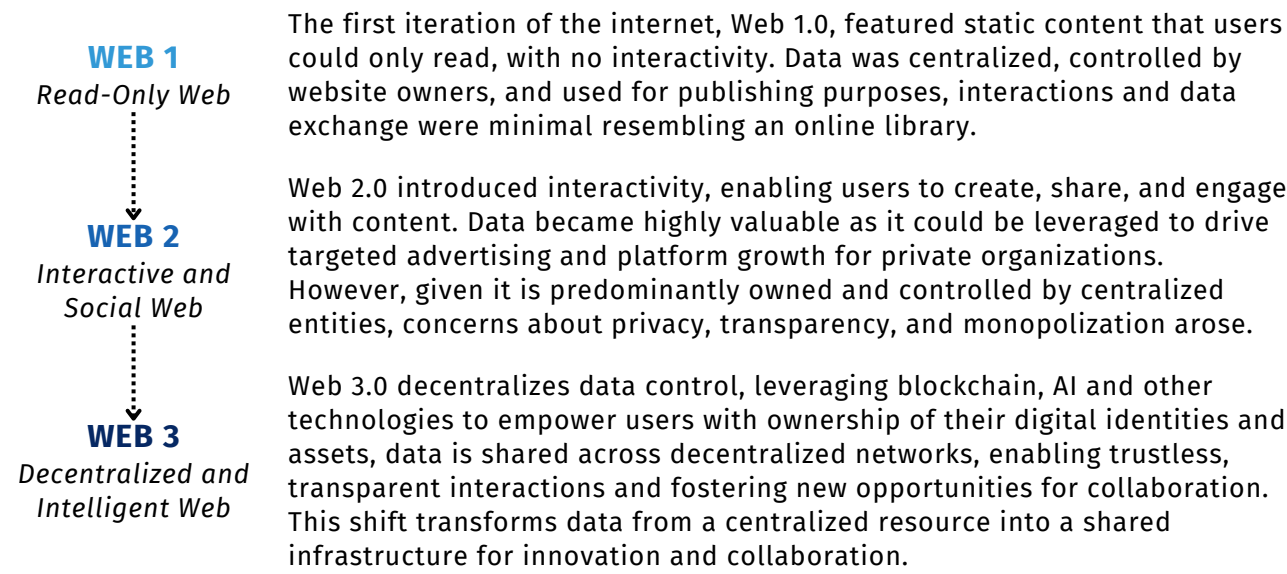 WEB 1
Read-Only Web
The first iteration of the internet, Web 1.0, featured static content that users
could only read, with no interactivity. Data was centralized, controlled by
website owners, and used for publishing purposes, interactions and data
exchange were minimal resembling an online library.
WEB 2
Interactive and
Social Web
Web 2.0 introduced interactivity, enabling users to create, share, and engage
with content. Data became highly valuable as it could be leveraged to drive
targeted advertising and platform growth for private organizations.
However, given it is predominantly owned and controlled by centralized
entities, concerns about privacy, transparency, and monopolization arose.
WEB 3
Decentralized and
Intelligent Web
Web 3.0 decentralizes data control, leveraging blockchain, AI and other
technologies to empower users with ownership of their digital identities and
assets, data is shared across decentralized networks, enabling trustless,
transparent interactions and fostering new opportunities for collaboration.
This shift transforms data from a centralized resource into a shared
infrastructure for innovation and collaboration.